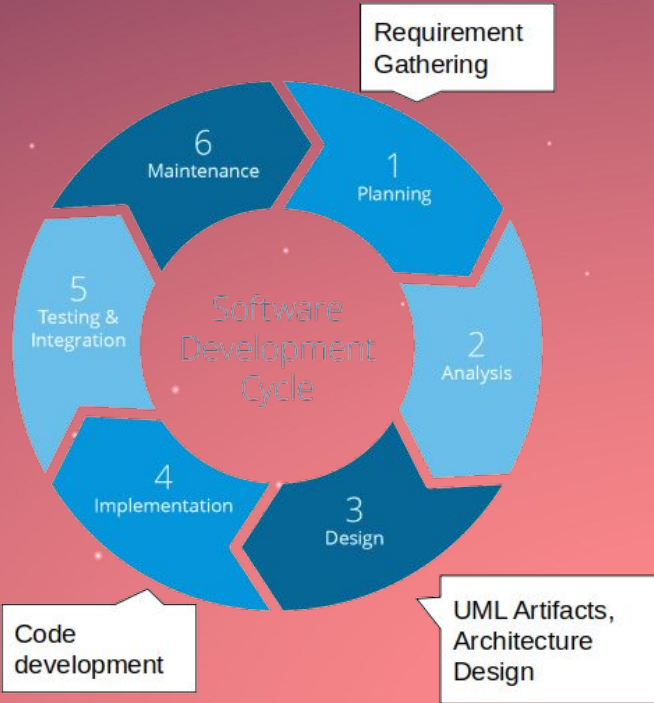 Requirement
Gathering
1
Planning
2
Analysis
3
Design
UML Artifacts,
Architecture
Design
4
Implementation
Code
development
5
Testing &
Integration
6
Maintenance
Software
Development
Cycle